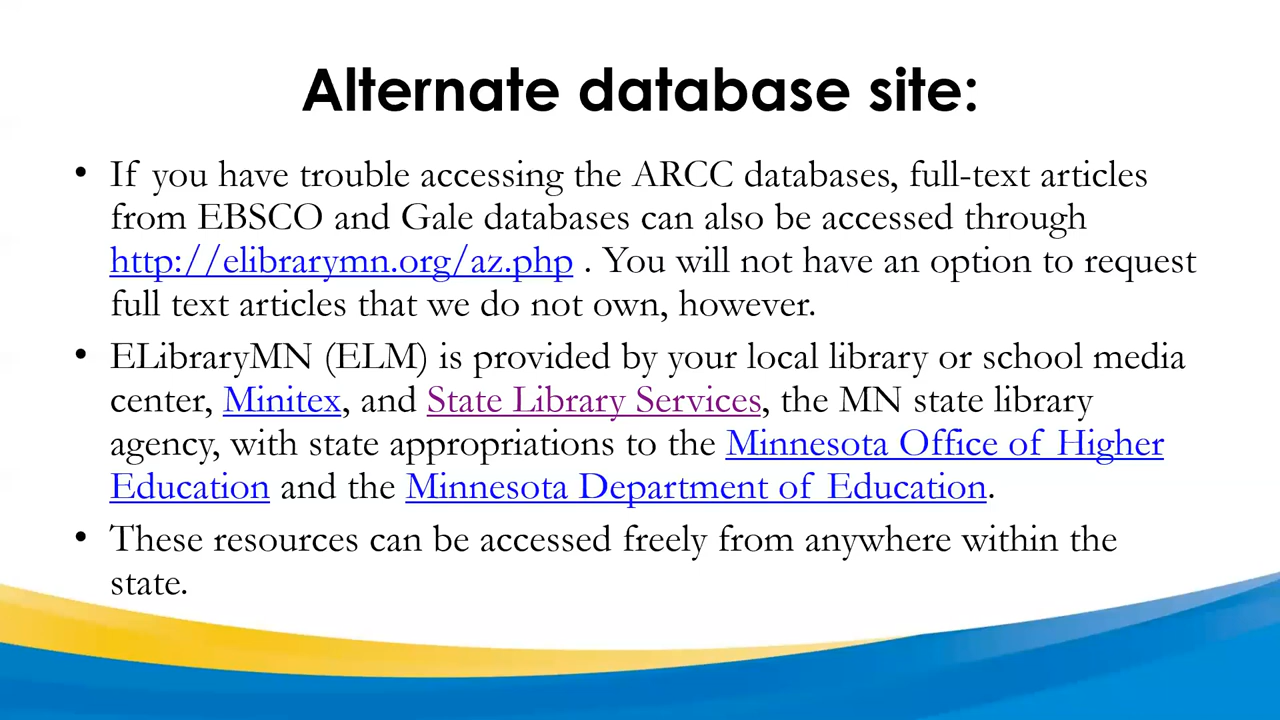 Alternate database site:
• If you have trouble accessing the ARCC databases, full-text articles
from EBSCO and Gale databases can also be accessed through
http://elibrarymn.org/az.php . You will not have an option to request
full text articles that we do not own, however.
• ELibraryMN (ELM) is provided by your local library or school media
center, Minitex, and State Library Services, the MN state library
agency, with state appropriations to the Minnesota Office of Higher
Education and the Minnesota Department of Education.
• These resources can be accessed freely from anywhere within the
state.